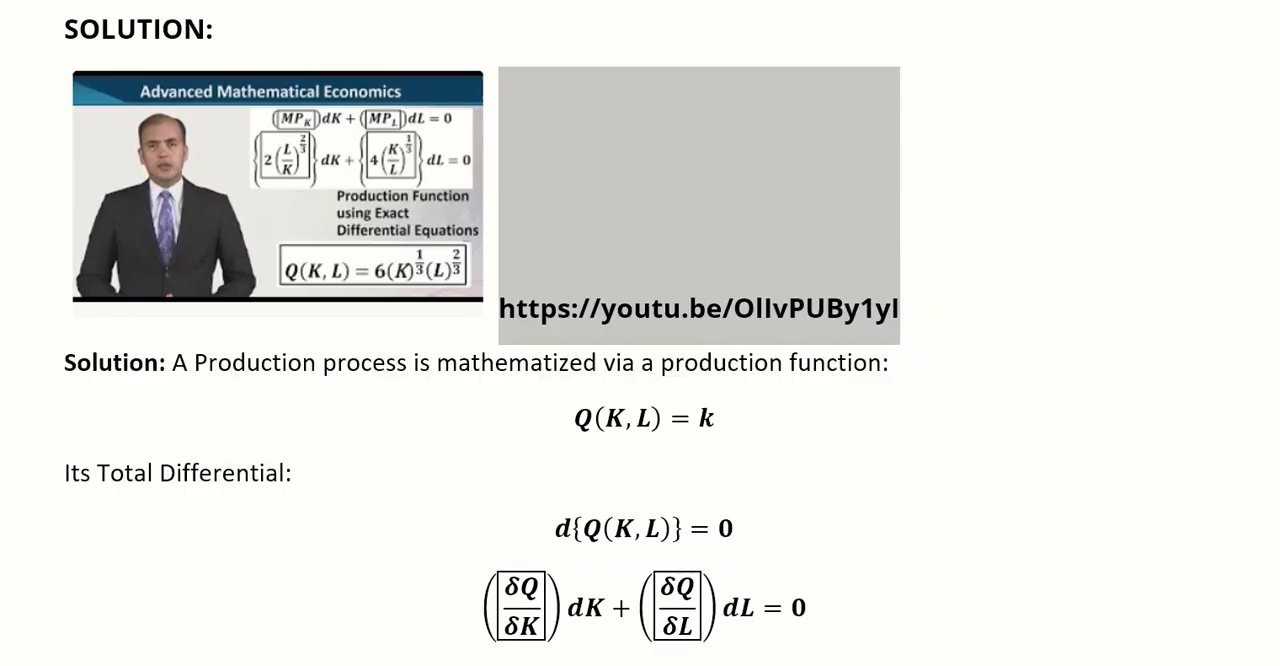 SOLUTION:
Advanced Mathematical Economics
([MP_K])dK + ([MP_L])dL = 0
{[2(L/K)^(2/3)]} dK + {[4(K/L)^(1/3)]} dL = 0
Production Function
using Exact
Differential Equations
Q(K, L) = 6(K)^(1/3)(L)^(2/3)
https://youtu.be/OlIvPUBy1yI
Solution: A Production process is mathematized via a production function:
Q(K, L) = k
Its Total Differential:
d{Q(K, L)} = 0
([δQ/δK]) dK + ([δQ/δL]) dL = 0